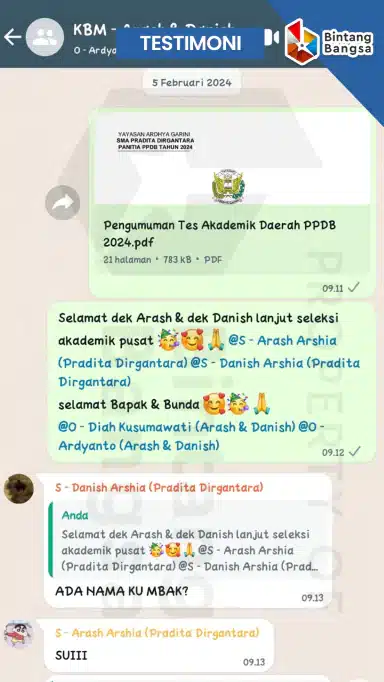 KBM - Arash & Danish
TESTIMONI
Bintang
Bangsa
5 Februari 2024
YAYASAN ARDHYA GARINI
SMA PRADITA DIRGANTARA
PANITIA PPDB TAHUN 2024
Pengumuman Tes Akademik Daerah PPDB
2024.pdf
21 halaman • 783 kB • PDF
09.11
Selamat dek Arash & dek Danish lanjut seleksi
akademik pusat 🥳🥰🙏 @S - Arash Arshia
(Pradita Dirgantara) @S - Danish Arshia (Pradita
Dirgantara)
selamat Bapak & Bunda 🥰🥳🙏
@O - Diah Kusumawati (Arash & Danish) @O -
Ardyanto (Arash & Danish)
09.12
S - Danish Arshia (Pradita Dirgantara)
Anda
Selamat dek Arash & dek Danish lanjut seleksi
akademik pusat 🥳🥰🙏 @S - Arash Arshia
(Pradita Dirgantara) @S - Danish Arshia (Prad...
ADA NAMA KU MBAK?
09.13
S - Arash Arshia (Pradita Dirgantara)
SUIII
09.13
PROPERTY OF